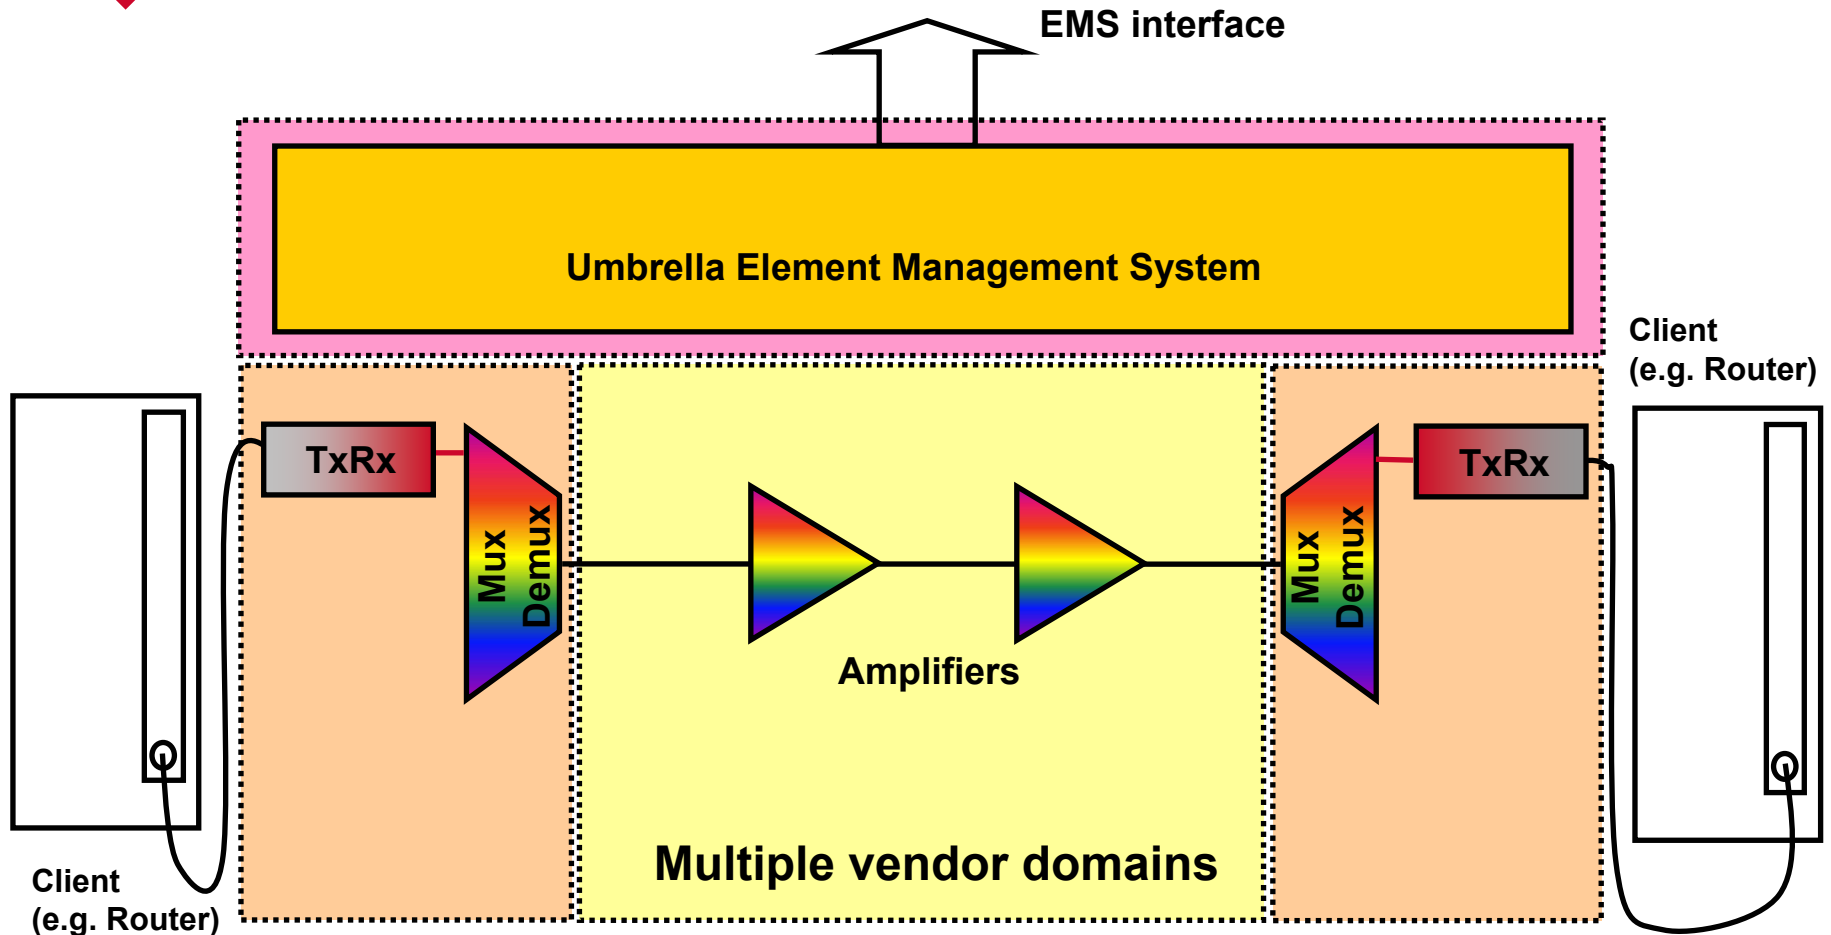 EMS interface
Umbrella Element Management System
Client
(e.g. Router)
TxRx
TxRx
Mux
Demux
Mux
Demux
Amplifiers
Multiple vendor domains
Client
(e.g. Router)